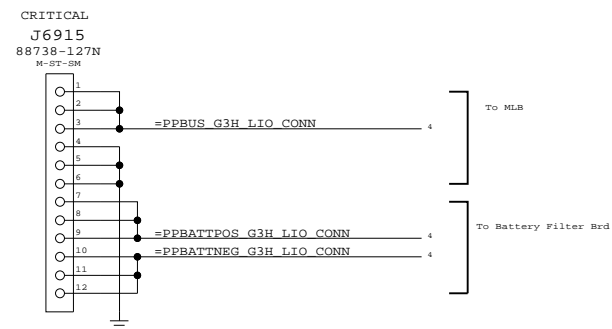 CRITICAL
J6915
88738-127N
M-ST-SM
1
2
3
=PPBUS_G3H_LIO_CONN
4
To MLB
4
5
6
7
8
9
=PPBATTPOS_G3H_LIO_CONN
4
To Battery Filter Brd
10
=PPBATTNEG_G3H_LIO_CONN
4
11
12